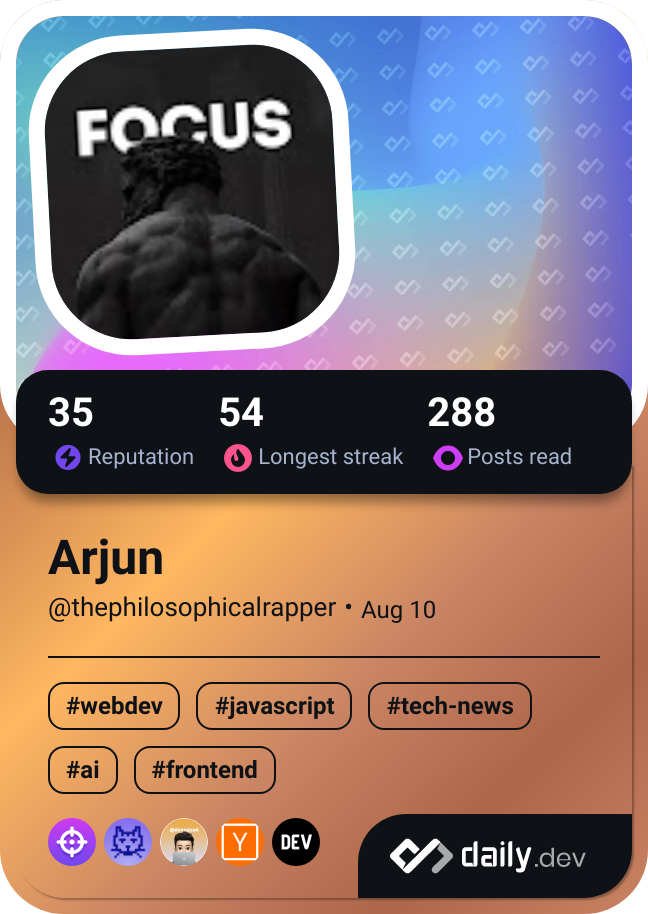 FOCUS
35 54 288
Reputation Longest streak Posts read
Arjun
@thephilosophicalrapper • Aug 10
#webdev #javascript #tech-news
#ai #frontend
Y DEV
daily.dev